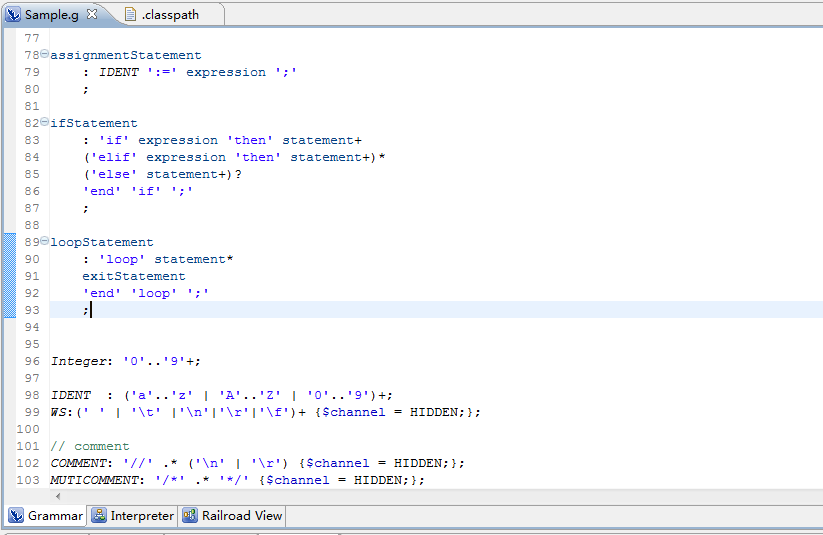 Sample.g .classpath
77
78 assignmentStatement
79 : IDENT ':=' expression ';'
80 ;
81
82 ifStatement
83 : 'if' expression 'then' statement+
84 ('elif' expression 'then' statement+)*
85 ('else' statement+)?
86 'end' 'if' ';'
87 ;
88
89 loopStatement
90 : 'loop' statement*
91 exitStatement
92 'end' 'loop' ';'
93 ;
94
95
96 Integer: '0'..'9'+;
97
98 IDENT : ('a'..'z' | 'A'..'Z' | '0'..'9')+;
99 WS:(' ' | '\t' |'\n'|'\r'|'\f')+ {$channel = HIDDEN;};
100
101 // comment
102 COMMENT: '//' .* ('\n' | '\r') {$channel = HIDDEN;};
103 MUTICOMMENT: '/*' .* '*/' {$channel = HIDDEN;};
Grammar Interpreter Railroad View